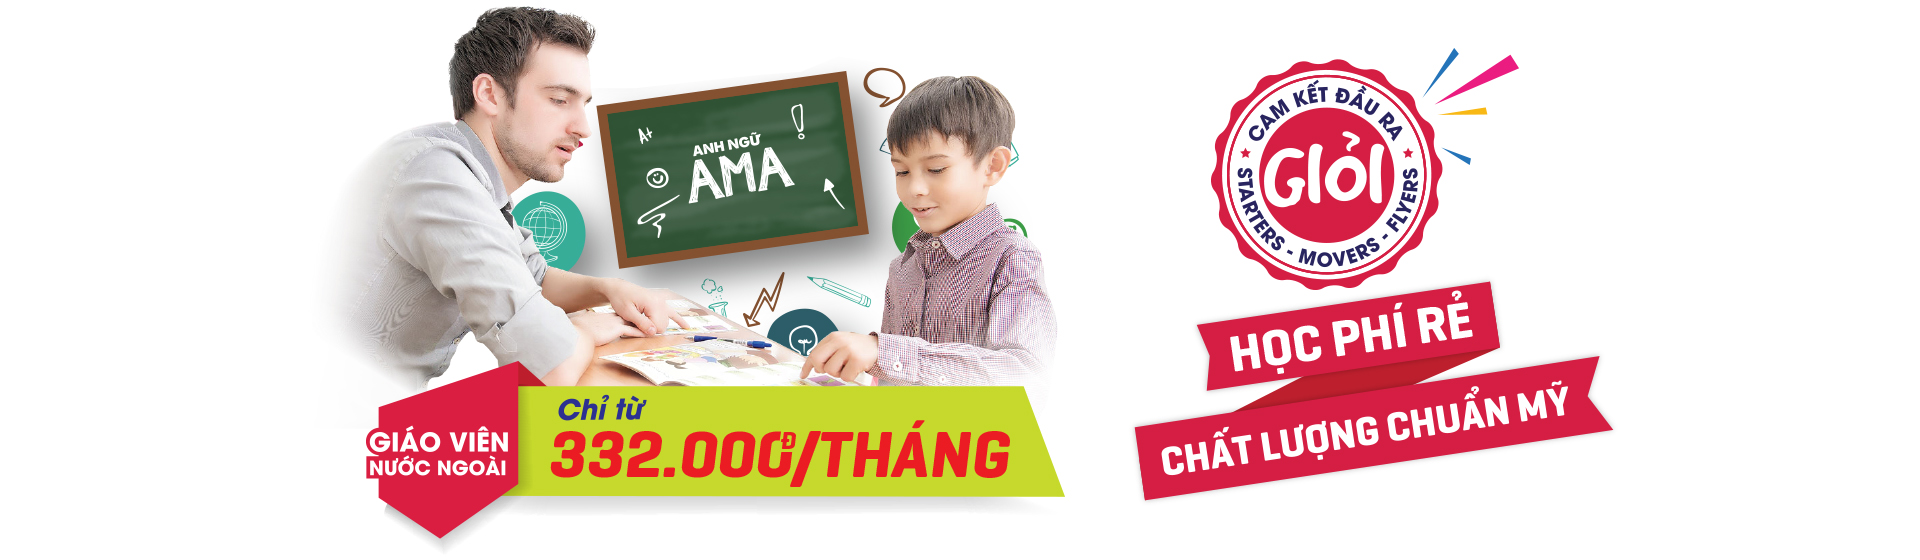 A+
ANH NGỮ
AMA
!
GIÁO VIÊN
NƯỚC NGOÀI
Chỉ từ
332.000Đ/THÁNG
CAM KẾT ĐẦU RA
GIỎI
STARTERS - MOVERS - FLYERS
HỌC PHÍ RẺ
CHẤT LƯỢNG CHUẨN MỸ